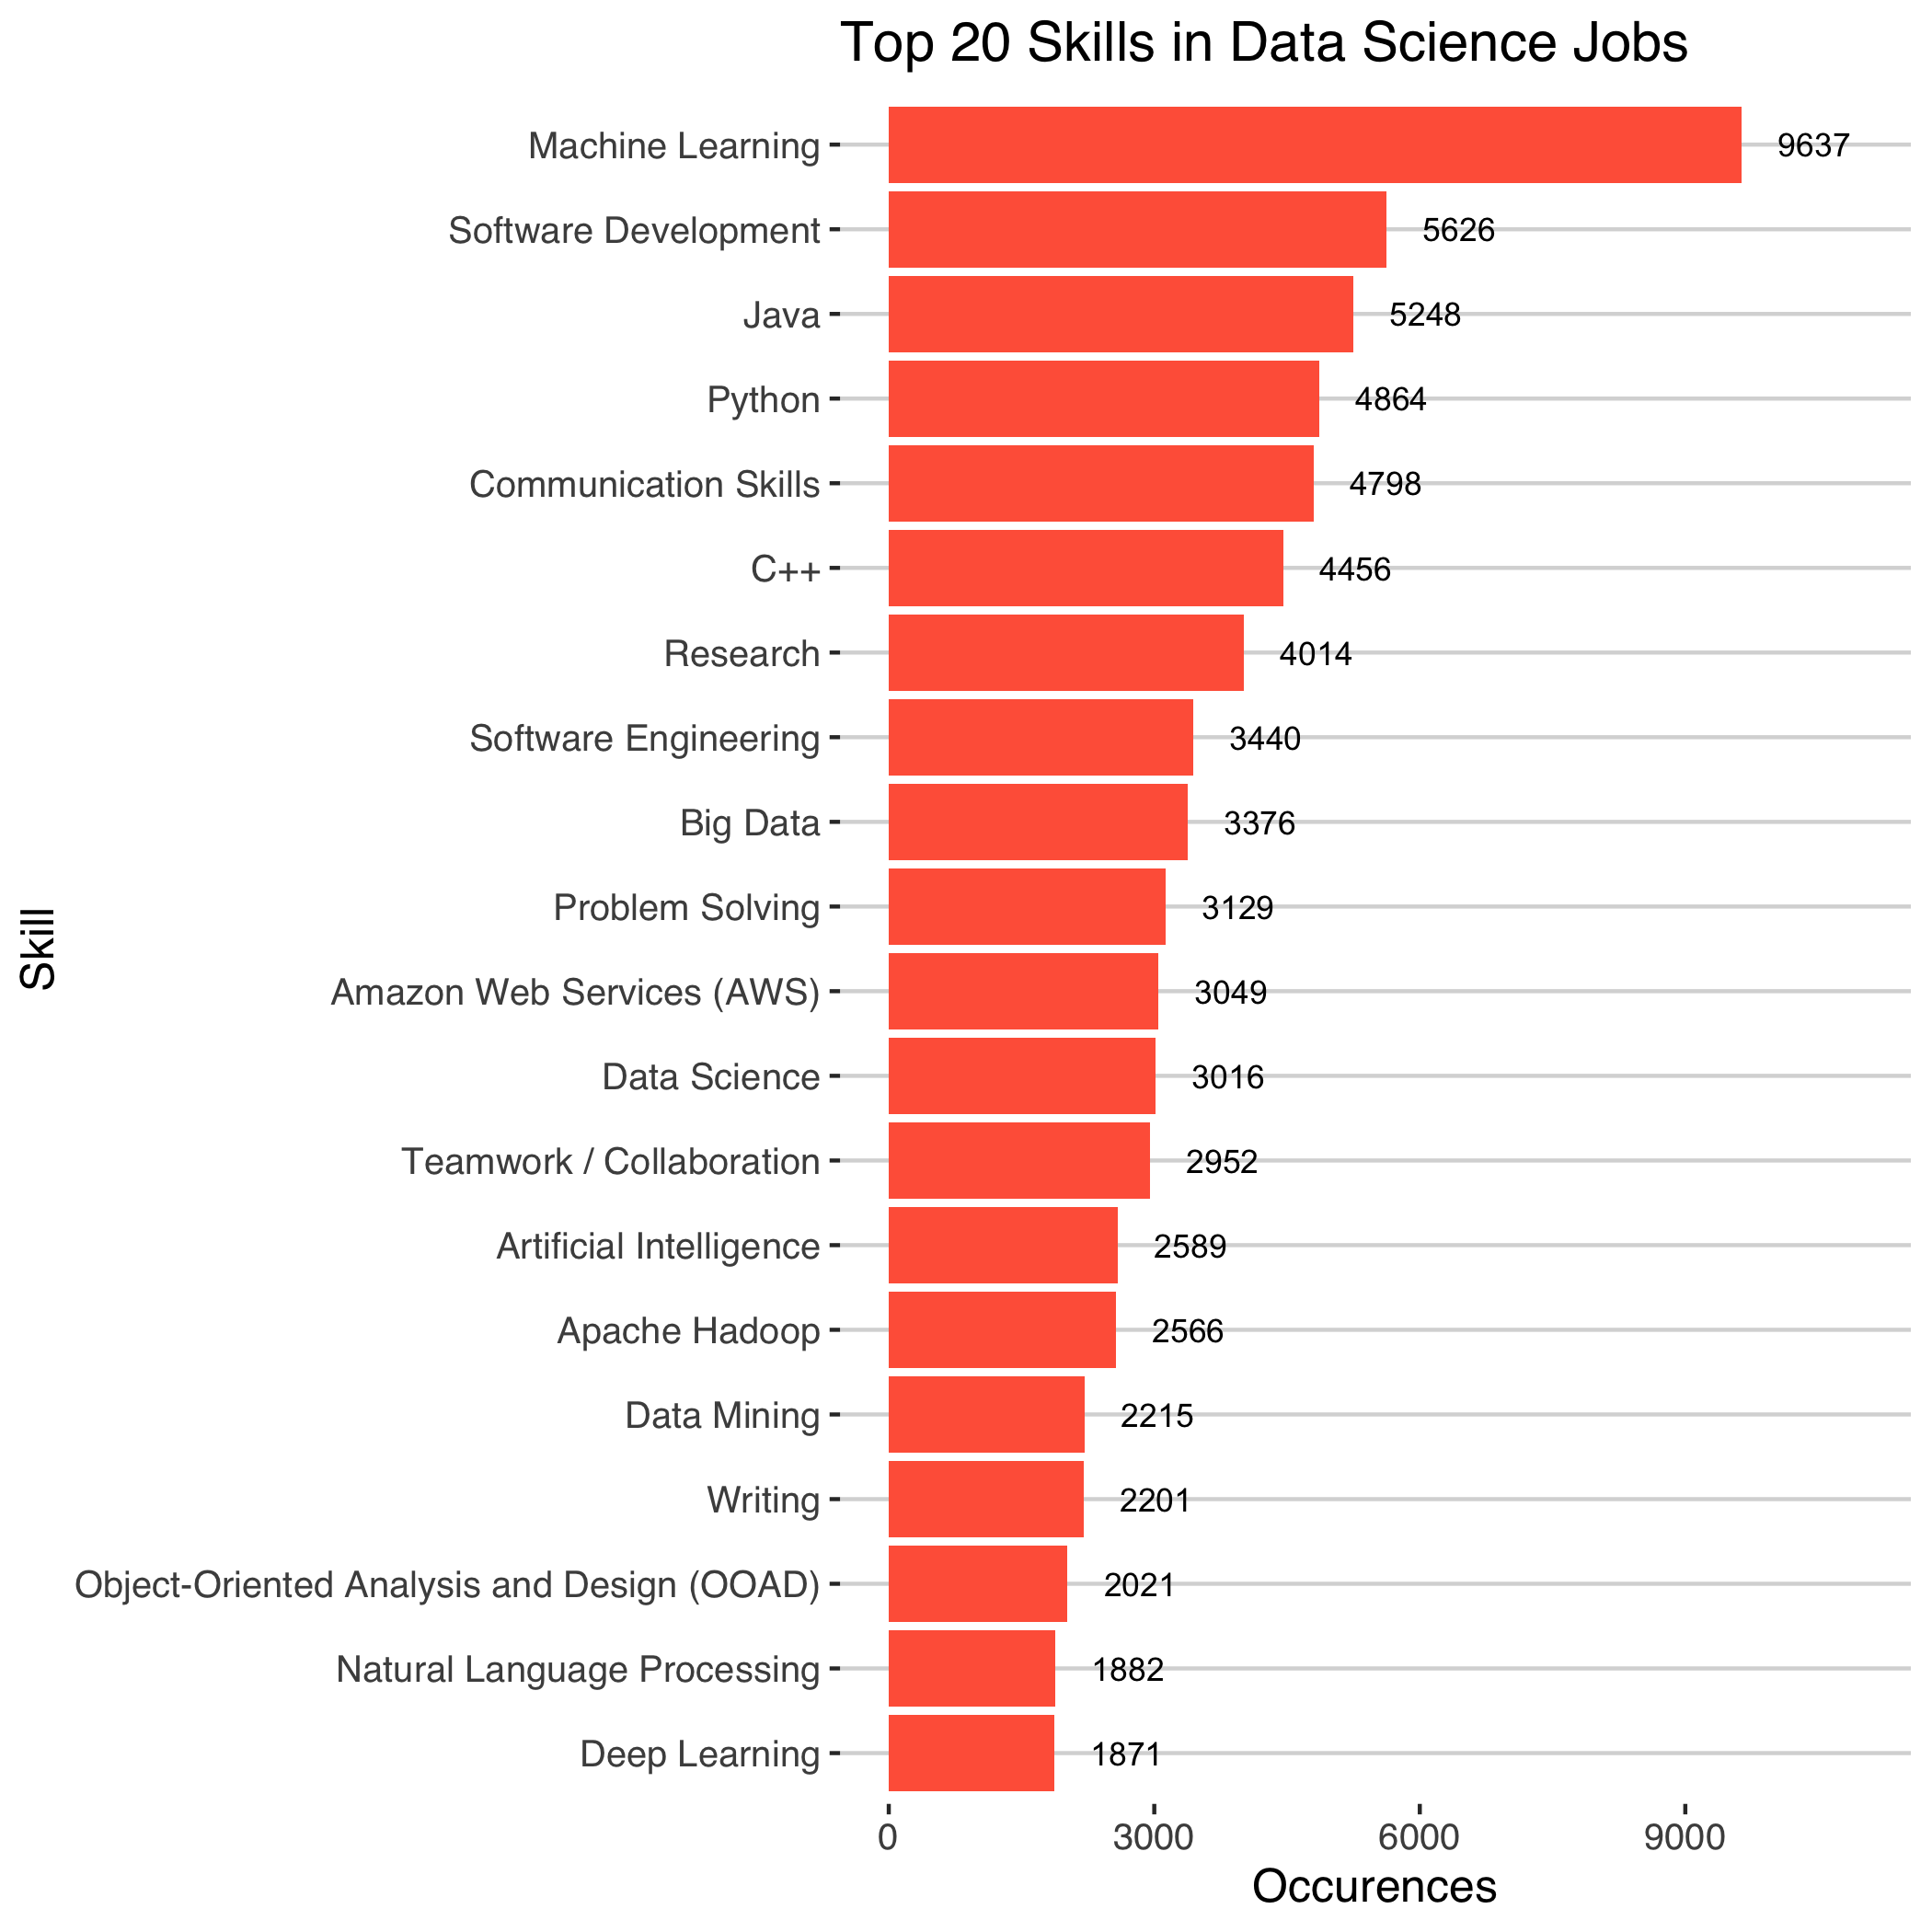 Top 20 Skills in Data Science Jobs
Machine Learning 9637
Software Development 5626
Java 5248
Python 4864
Communication Skills 4798
C++ 4456
Research 4014
Software Engineering 3440
Big Data 3376
Problem Solving 3129
Skill
Amazon Web Services (AWS) 3049
Data Science 3016
Teamwork / Collaboration 2952
Artificial Intelligence 2589
Apache Hadoop 2566
Data Mining 2215
Writing 2201
Object-Oriented Analysis and Design (OOAD) 2021
Natural Language Processing 1882
Deep Learning 1871
0 3000 6000 9000
Occurences